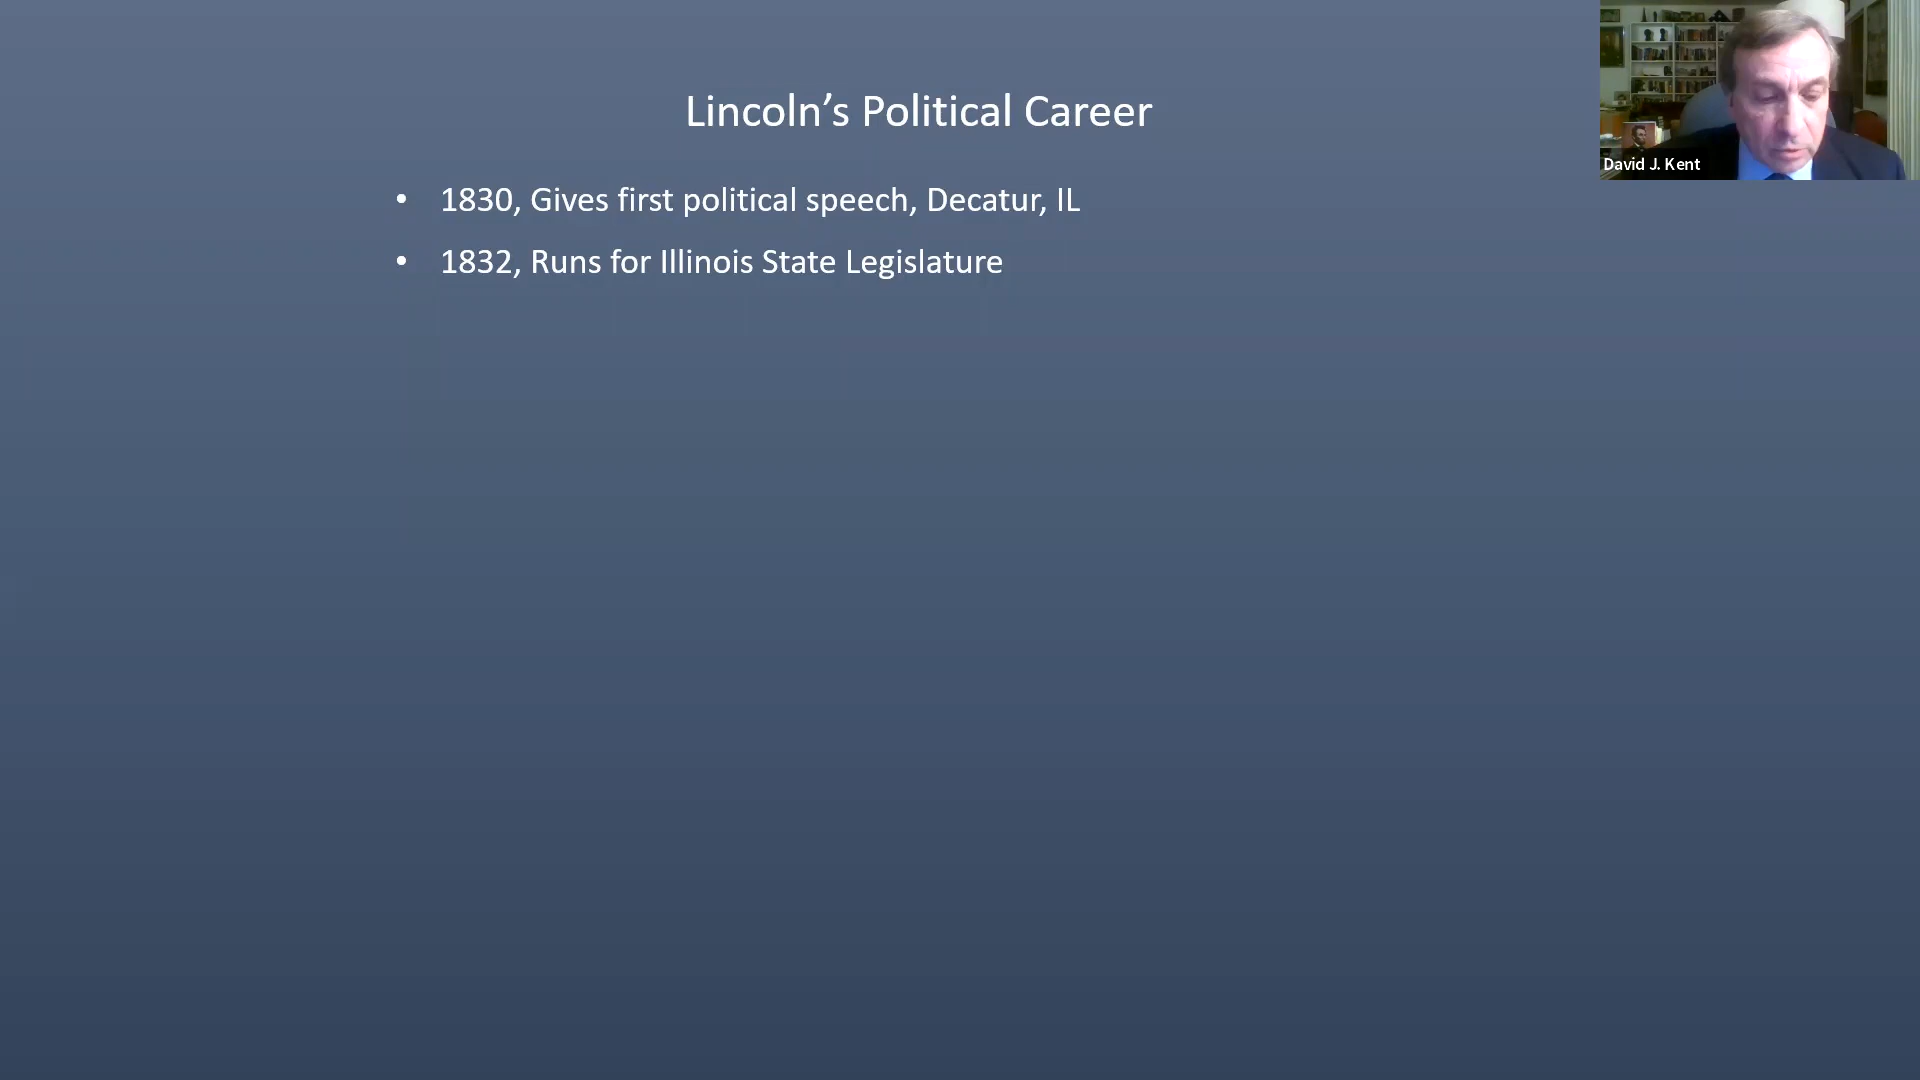 Lincoln’s Political Career
• 1830, Gives first political speech, Decatur, IL
• 1832, Runs for Illinois State Legislature
David J. Kent